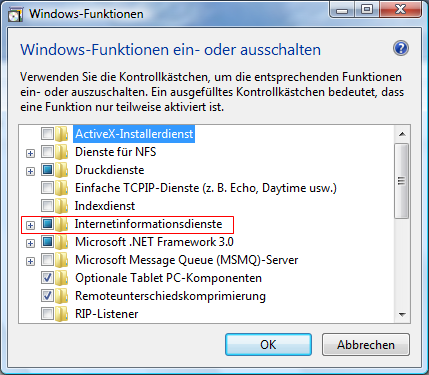 Windows-Funktionen
Windows-Funktionen ein- oder ausschalten
Verwenden Sie die Kontrollkästchen, um die entsprechenden Funktionen
ein- oder auszuschalten. Ein ausgefülltes Kontrollkästchen bedeutet, dass
eine Funktion nur teilweise aktiviert ist.
ActiveX-Installerdienst
Dienste für NFS
Druckdienste
Einfache TCPIP-Dienste (z. B. Echo, Daytime usw.)
Indexdienst
Internetinformationsdienste
Microsoft .NET Framework 3.0
Microsoft Message Queue (MSMQ)-Server
Optionale Tablet PC-Komponenten
Remoteunterschiedskomprimierung
RIP-Listener
OK Abbrechen